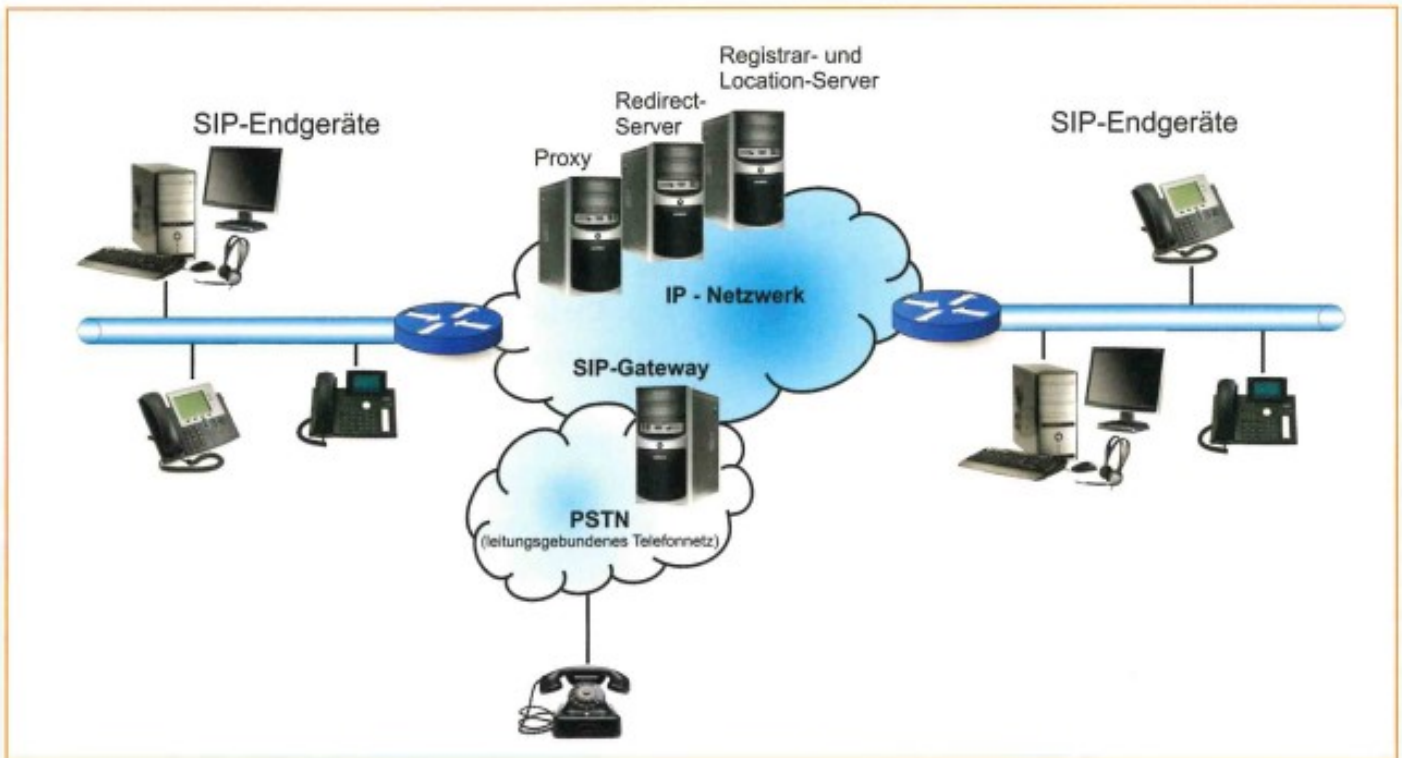 Registrar- und
Location-Server
Redirect-
Server
Proxy
SIP-Endgeräte
SIP-Endgeräte
IP - Netzwerk
SIP-Gateway
PSTN
(leitungsgebundenes Telefonnetz)